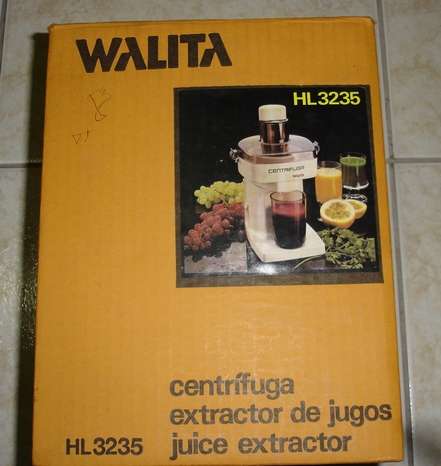 WALITA
HL3235
CENTRIFUGA
centrífuga
extractor de jugos
HL3235 juice extractor